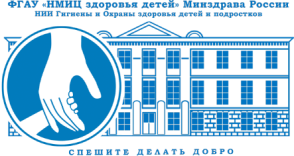 ФГАУ «НМИЦ здоровья детей» Минздрава России
НИИ Гигиены и Охраны здоровья детей и подростков
СПЕШИТЕ ДЕЛАТЬ ДОБРО